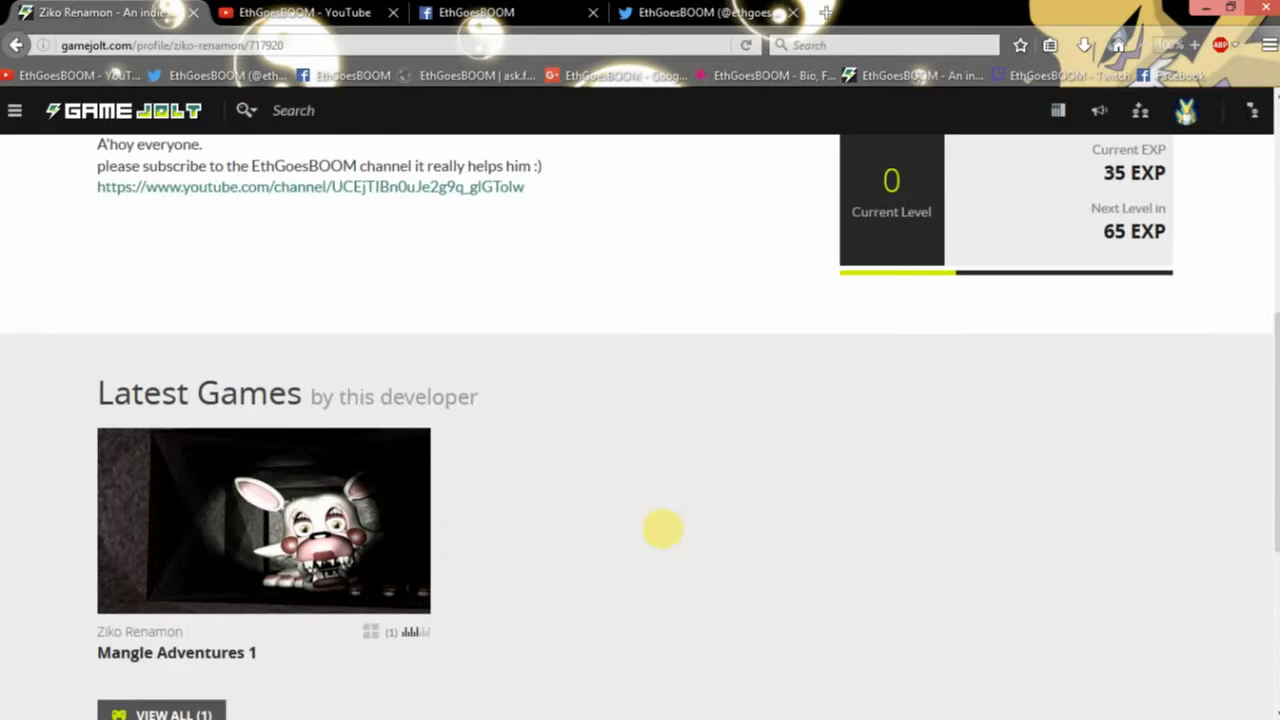 Ziko Renamon - An indie
EthGoesBOOM - YouTube
EthGoesBOOM
EthGoesBOOM (@ethgoes...
gamejolt.com/profile/ziko-renamon/717920
Search
100%
ABP
EthGoesBOOM - YouT...
EthGoesBOOM (@eth...
EthGoesBOOM
EthGoesBOOM | ask.f...
EthGoesBOOM - Goog...
EthGoesBOOM - Bio, F...
EthGoesBOOM - An in...
EthGoesBOOM - Twitch
Facebook
GAME JOLT
Search
A'hoy everyone.
please subscribe to the EthGoesBOOM channel it really helps him :)
https://www.youtube.com/channel/UCEjTIBn0uJe2g9q_glGTolw
0
Current Level
Current EXP
35 EXP
Next Level in
65 EXP
Latest Games by this developer
Ziko Renamon
(1)
Mangle Adventures 1
VIEW ALL (1)